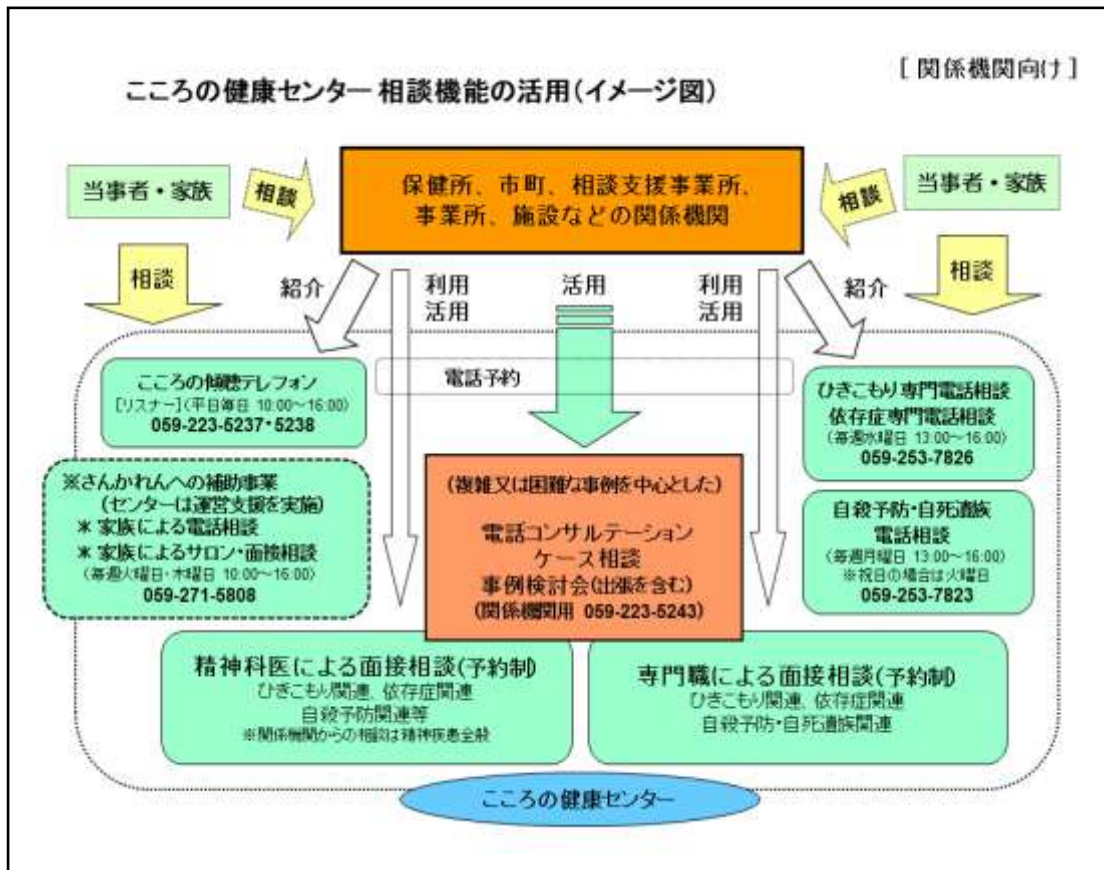 [関係機関向け]
こころの健康センター 相談機能の活用(イメージ図)
当事者・家族
相談
保健所、市町、相談支援事業所、
事業所、施設などの関係機関
相談
当事者・家族
相談
紹介
利用
活用
活用
利用
活用
紹介
相談
電話予約
こころの傾聴テレフォン
[リスナー](平日毎日 10:00~16:00)
059-223-5237・5238
※さんかれんへの補助事業
(センターは運営支援を実施)
* 家族による電話相談
* 家族によるサロン・面接相談
(毎週火曜日・木曜日 10:00~16:00)
059-271-5808
(複雑又は困難な事例を中心とした)
電話コンサルテーション
ケース相談
事例検討会(出張を含む)
(関係機関用 059-223-5243)
ひきこもり専門電話相談
依存症専門電話相談
(毎週水曜日 13:00~16:00)
059-253-7826
自殺予防・自死遺族
電話相談
(毎週月曜日 13:00~16:00)
※祝日の場合は火曜日
059-253-7823
精神科医による面接相談(予約制)
ひきこもり関連、依存症関連
自殺予防関連等
※関係機関からの相談は精神疾患全般
専門職による面接相談(予約制)
ひきこもり関連、依存症関連
自殺予防・自死遺族関連
こころの健康センター